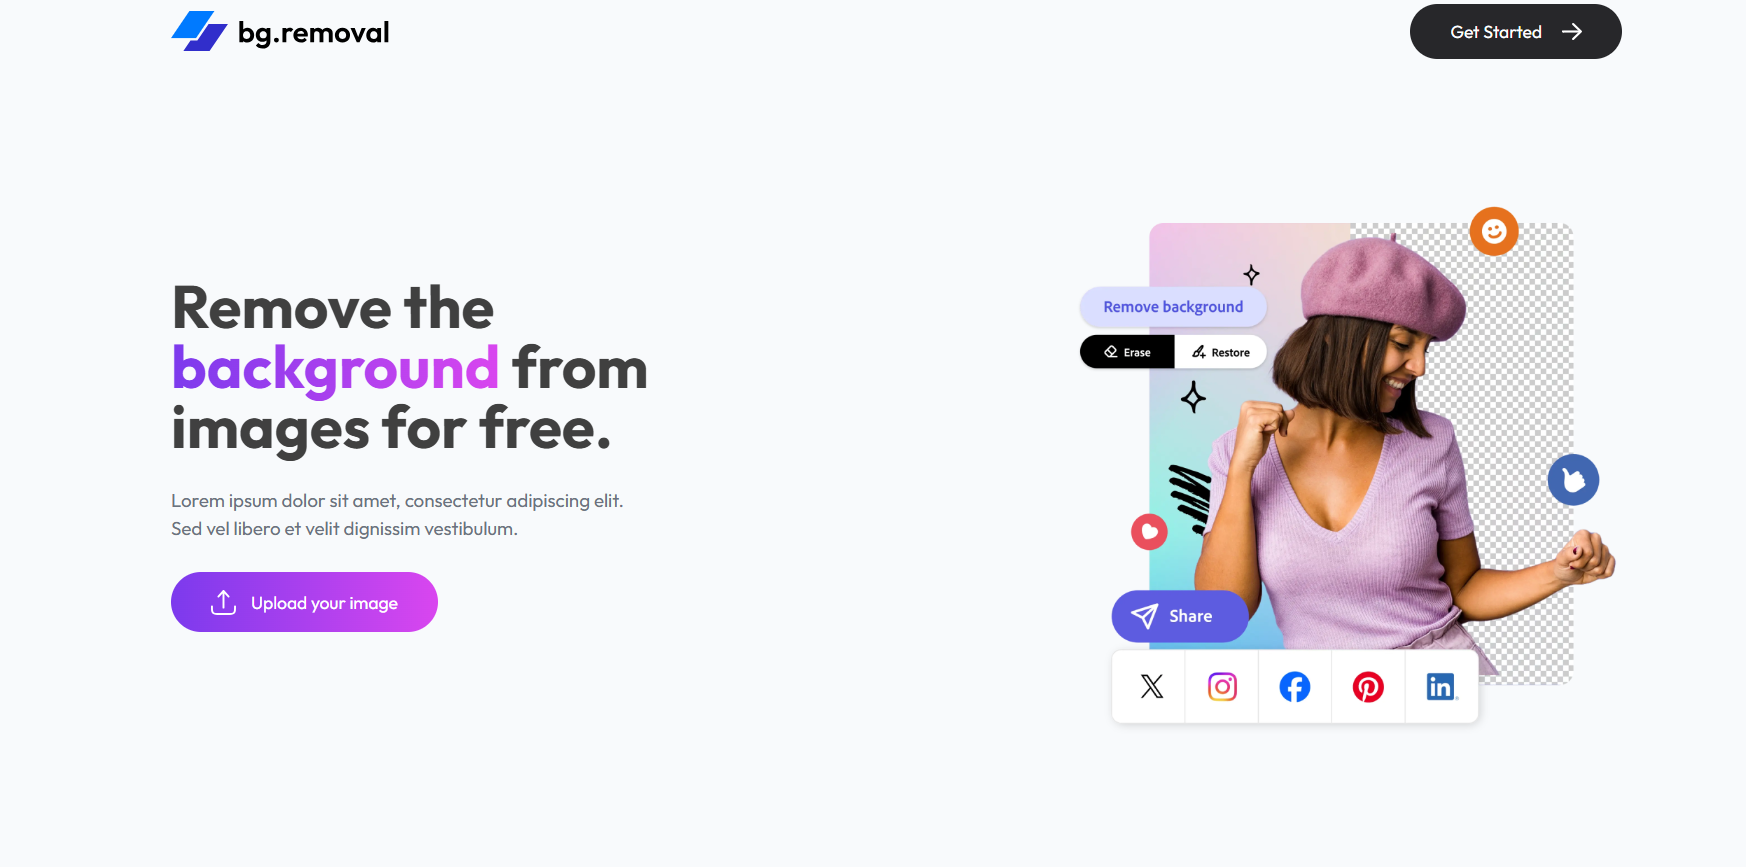 bg.removal
Get Started
Remove the
background from
images for free.
Lorem ipsum dolor sit amet, consectetur adipiscing elit.
Sed vel libero et velit dignissim vestibulum.
Upload your image
Remove background
Erase
Restore
Share
X
in